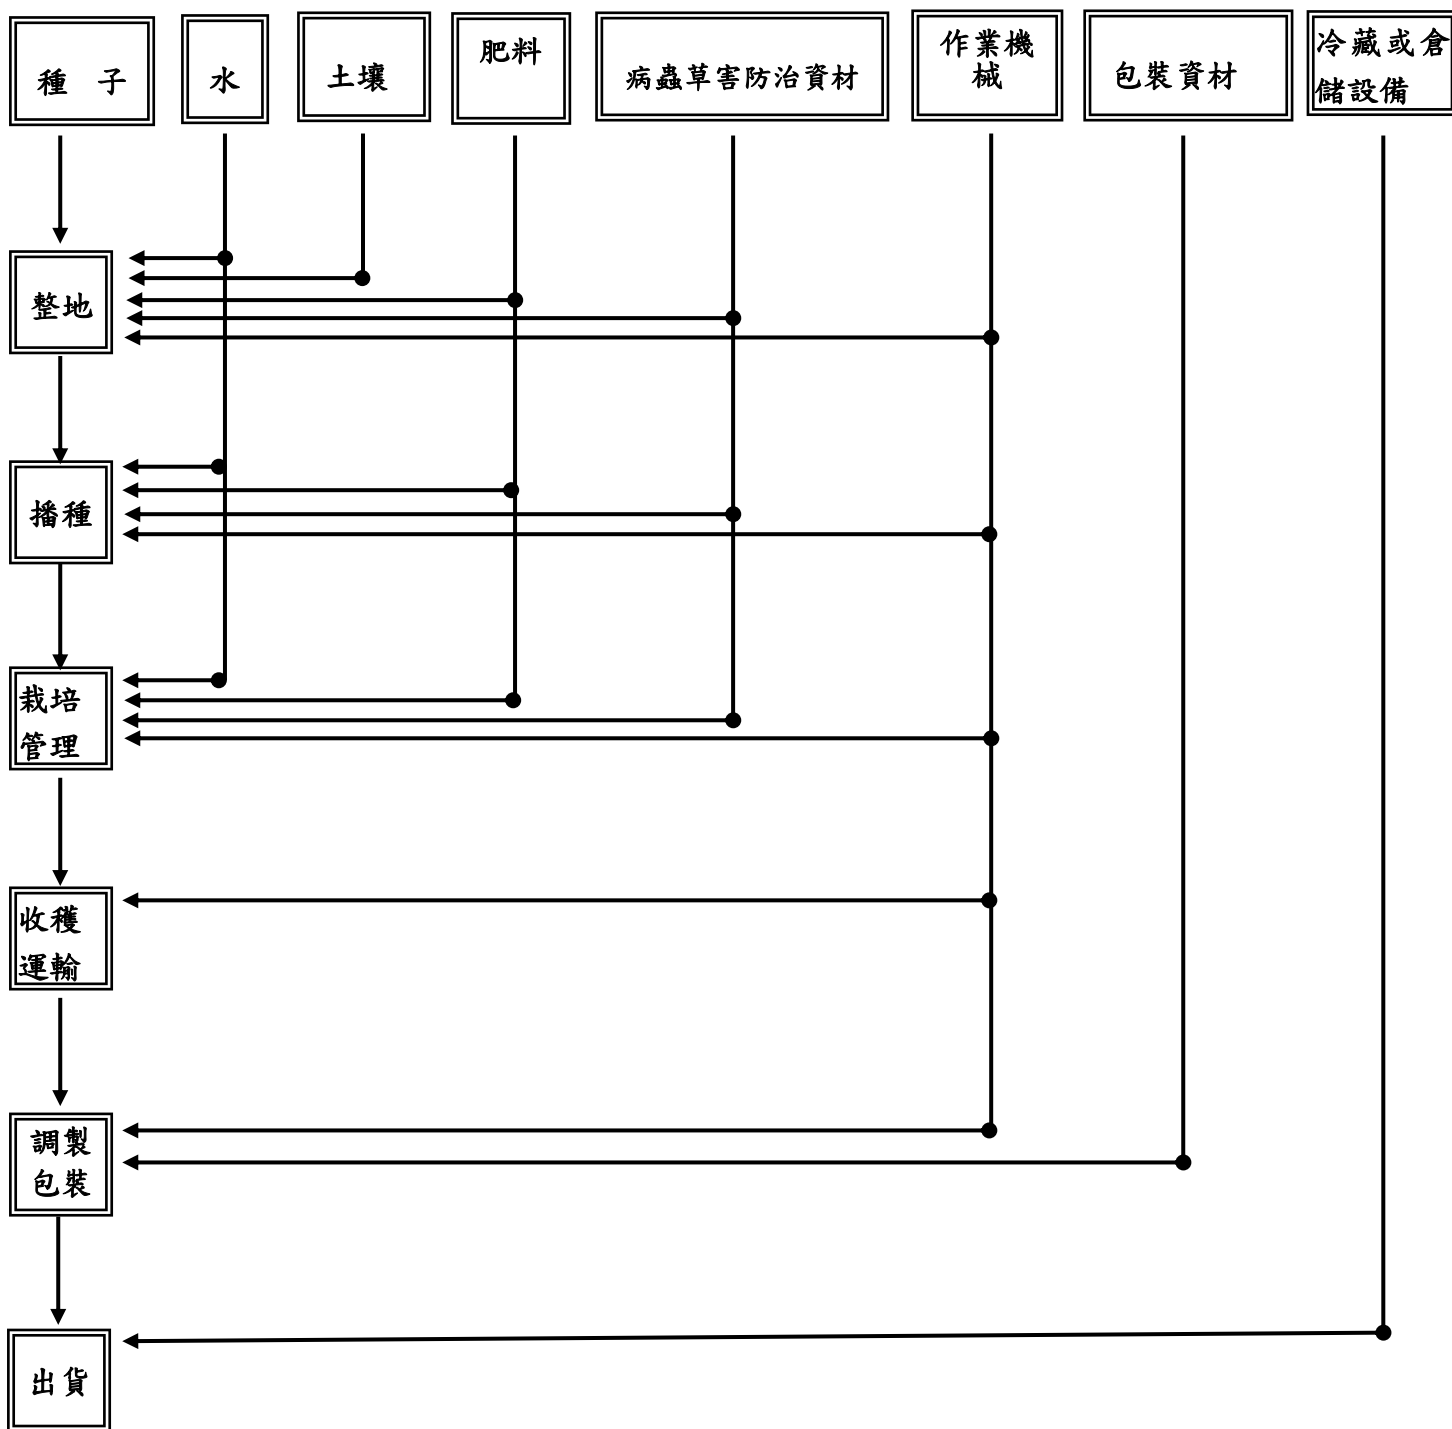 種 子
水
土壤
肥料
病蟲草害防治資材
作業機
械
包裝資材
冷藏或倉
儲設備
整地
播種
栽培
管理
收穫
運輸
調製
包裝
出貨